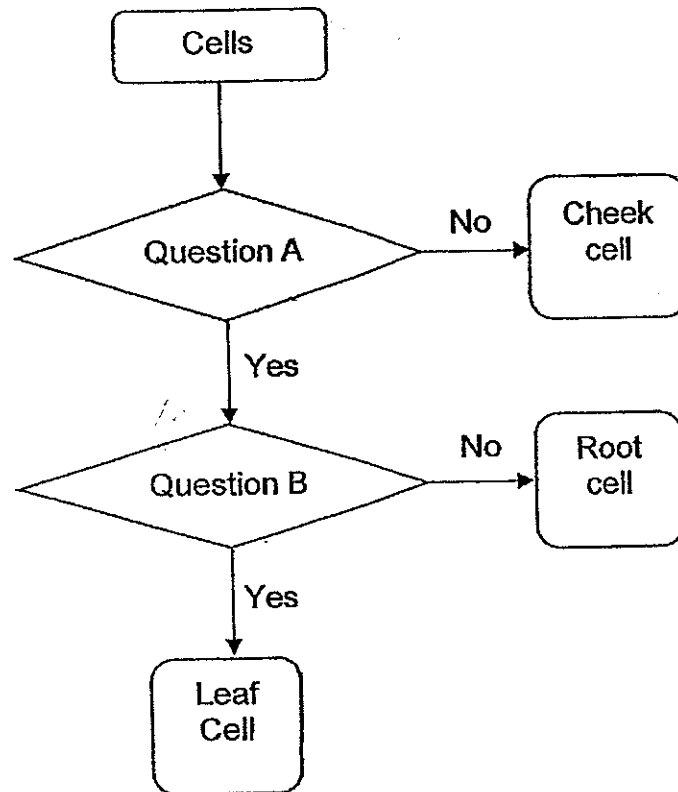 Cells
Question A
No
Cheek
cell
Yes
Question B
No
Root
cell
Yes
Leaf
Cell